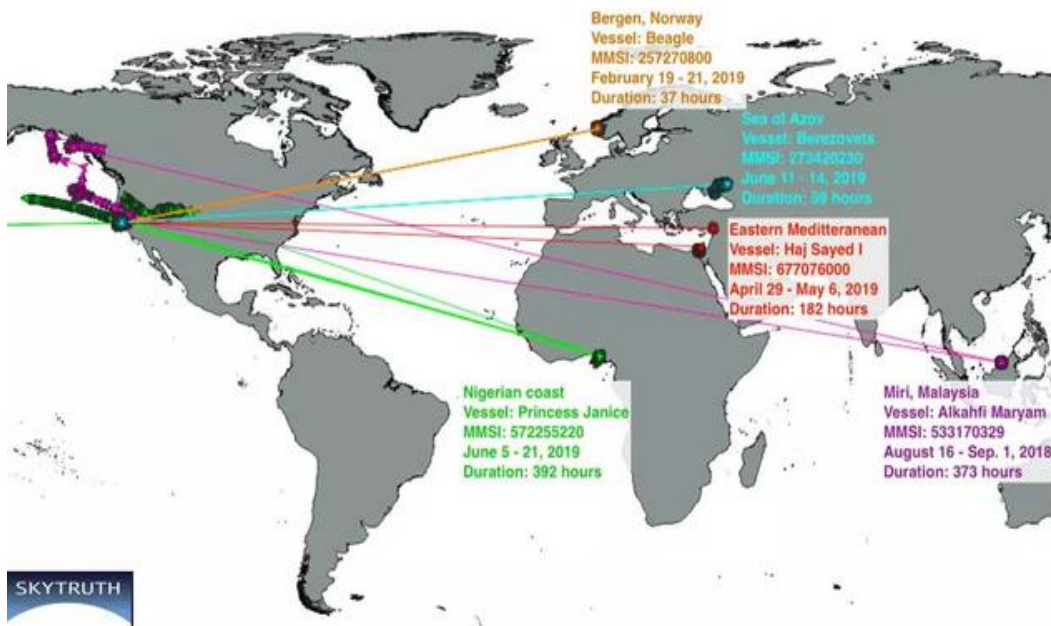 Bergen, Norway
Vessel: Beagle
MMSI: 257270800
February 19 - 21, 2019
Duration: 37 hours
Sea of Azov
Vessel: Berezovets
MMSI: 273420230
June 11 - 14, 2019
Duration: 59 hours
Eastern Meditteranean
Vessel: Haj Sayed I
MMSI: 677076000
April 29 - May 6, 2019
Duration: 182 hours
Nigerian coast
Vessel: Princess Janice
MMSI: 572255220
June 5 - 21, 2019
Duration: 392 hours
Miri, Malaysia
Vessel: Alkahfi Maryam
MMSI: 533170329
August 16 - Sep. 1, 2018
Duration: 373 hours
SKYTRUTH